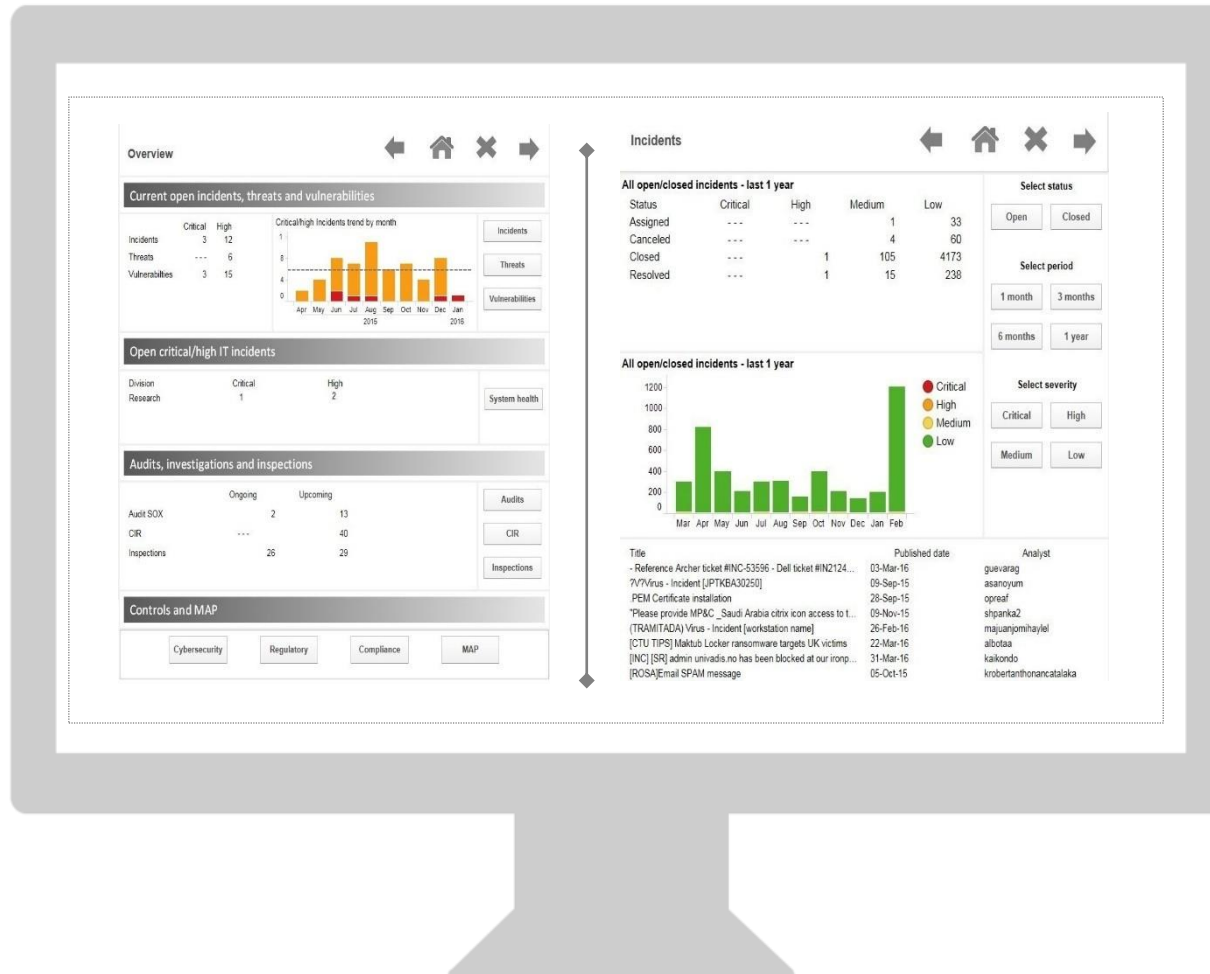 Overview
Current open incidents, threats and vulnerabilities
Critical High
Incidents 3 12
Threats --- 6
Vulnerabilties 3 15
Critical/high Incidents trend by month
1
8
4
0
Apr May Jun Jul Aug Sep Oct Nov Dec Jan
2015 2016
Incidents
Threats
Vulnerabilities
Open critical/high IT incidents
Division Critical High
Research 1 2
System health
Audits, investigations and inspections
Ongoing Upcoming
Audit SOX 2 13
CIR --- 40
Inspections 26 29
Audits
CIR
Inspections
Controls and MAP
Cybersecurity Regulatory Compliance MAP
Incidents
All open/closed incidents - last 1 year
Status Critical High Medium Low
Assigned --- --- 1 33
Canceled --- --- 4 60
Closed --- 1 105 4173
Resolved --- 1 15 238
Select status
Open Closed
Select period
1 month 3 months
6 months 1 year
All open/closed incidents - last 1 year
1200
1000
800
600
400
200
0
Mar Apr May Jun Jul Aug Sep Oct Nov Dec Jan Feb
Critical
High
Medium
Low
Select severity
Critical High
Medium Low
Title Published date Analyst
- Reference Archer ticket #INC-53596 - Dell ticket #IN2124... 03-Mar-16 guevarag
?V?Virus - Incident [JPTKBA30250] 09-Sep-15 asanoyum
.PEM Certificate installation 28-Sep-15 opreaf
"Please provide MP&C _Saudi Arabia citrix icon access to t... 09-Nov-15 shpanka2
(TRAMITADA) Virus - Incident [workstation name] 26-Feb-16 majuanjomihaylel
[CTU TIPS] Maktub Locker ransomware targets UK victims 22-Mar-16 albotaa
[INC] [SR] admin univadis.no has been blocked at our ironp... 31-Mar-16 kaikondo
[ROSA]Email SPAM message 05-Oct-15 krobertanthonancatalaka